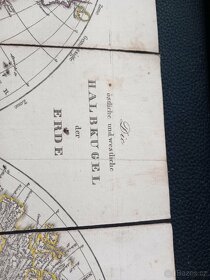 Die
östliche und westliche
HALBKUGEL
der
ERDE